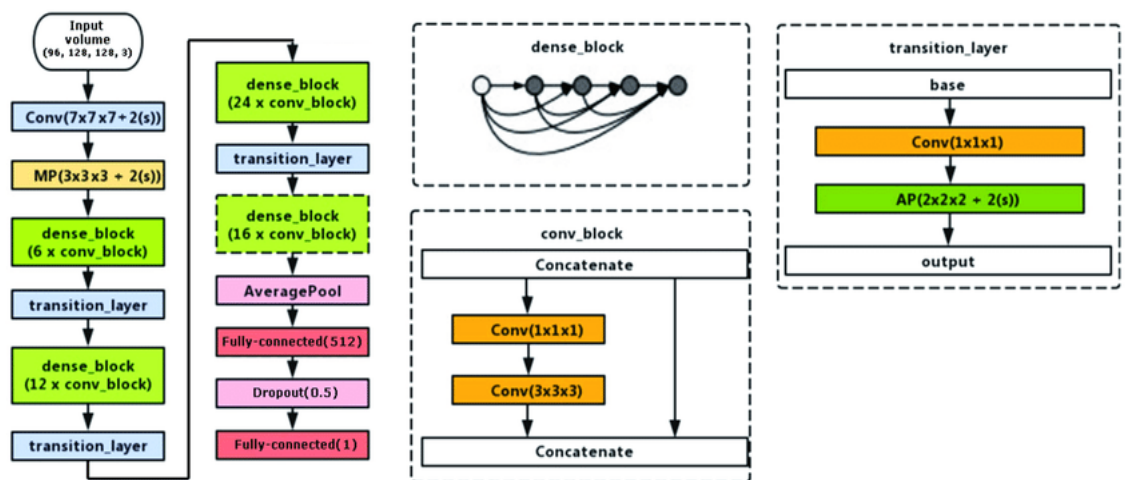 Input
volume
(96, 128, 128, 3)
Conv(7x7x7+2(s))
MP(3x3x3 + 2(s))
dense_block
(6 x conv_block)
transition_layer
dense_block
(12 x conv_block)
transition_layer
dense_block
(24 x conv_block)
transition_layer
dense_block
(16 x conv_block)
AveragePool
Fully-connected(512)
Dropout(0.5)
Fully-connected(1)
dense_block
conv_block
Concatenate
Conv(1x1x1)
Conv(3x3x3)
Concatenate
transition_layer
base
Conv(1x1x1)
AP(2x2x2 + 2(s))
output